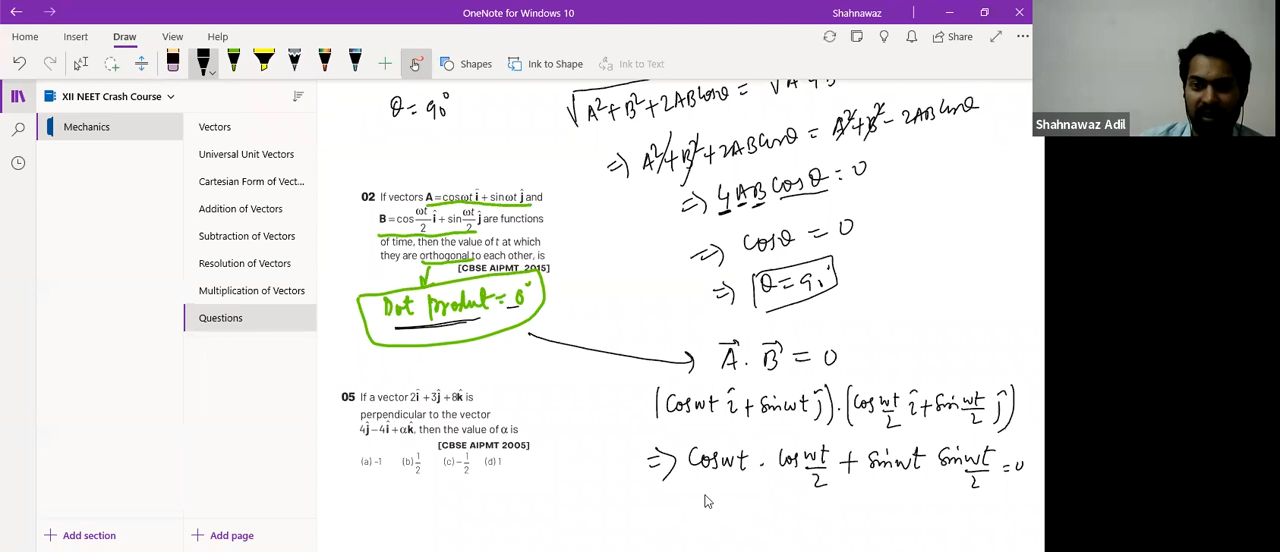 OneNote for Windows 10
Shahnawaz
Home Insert Draw View Help
Share
Shapes Ink to Shape Ink to Text
XII NEET Crash Course
Mechanics
Vectors
Universal Unit Vectors
Cartesian Form of Vect...
Addition of Vectors
Subtraction of Vectors
Resolution of Vectors
Multiplication of Vectors
Questions
Add section
Add page
θ = 90°
02 If vectors A = cosωt î + sinωt ĵ and
B = cos ωt/2 î + sin ωt/2 ĵ are functions
of time, then the value of t at which
they are orthogonal to each other, is
[CBSE AIPMT 2015]
Dot produt = 0
05 If a vector 2î + 3ĵ + 8k̂ is
perpendicular to the vector
4ĵ − 4î + αk̂, then the value of α is
[CBSE AIPMT 2005]
(a) -1 (b) 1/2 (c) -1/2 (d) 1
√A²+B²+2ABcosθ =
=) A²+B²+2ABcosθ = A²+B²-2ABcosθ
=) 4AB cosθ = 0
=) cosθ = 0
=) θ = 90°
A⃗ . B⃗ = 0
(cosωt î + sinωt ĵ) . (cos ωt/2 î + sin ωt/2 ĵ)
=) cosωt . cos ωt/2 + sinωt sin ωt/2 = 0
Shahnawaz Adil